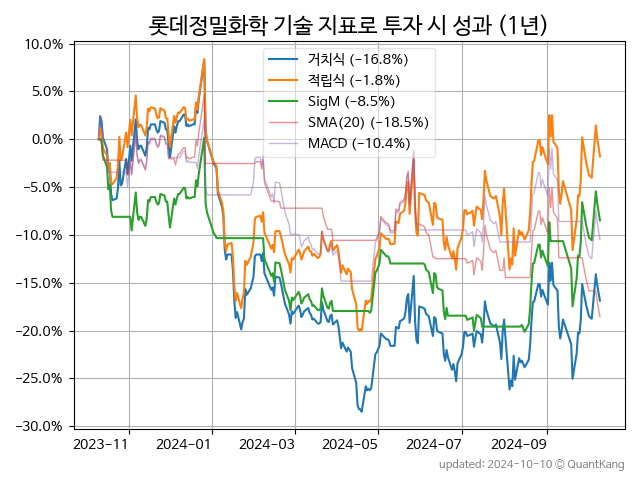 롯데정밀화학 기술 지표로 투자 시 성과 (1년)
10.0%
5.0%
0.0%
−5.0%
−10.0%
−15.0%
−20.0%
−25.0%
−30.0%
거치식 (−16.8%)
적립식 (−1.8%)
SigM (−8.5%)
SMA(20) (−18.5%)
MACD (−10.4%)
2023−11 2024−01 2024−03 2024−05 2024−07 2024−09
updated: 2024-10-10 © QuantKang